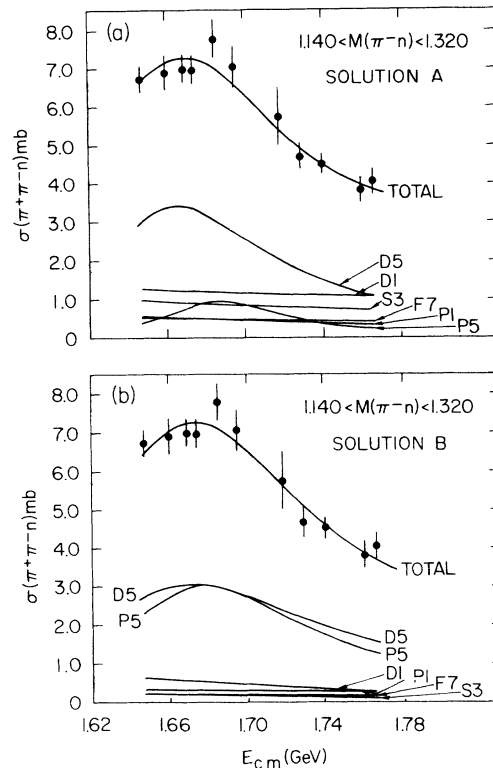 (a)
1.140<M(π−n)<1.320
SOLUTION A
8.0
7.0
6.0
5.0
4.0
3.0
2.0
1.0
0
σ(π+π−n)mb
TOTAL
D5
D1
S3
F7
P1
P5
(b)
1.140<M(π−n)<1.320
SOLUTION B
8.0
7.0
6.0
5.0
4.0
3.0
2.0
1.0
0
σ(π+π−n)mb
TOTAL
D5
P5
D5
P5
D1
P1
F7
S3
1.62
1.66
1.70
1.74
1.78
E c m (GeV)